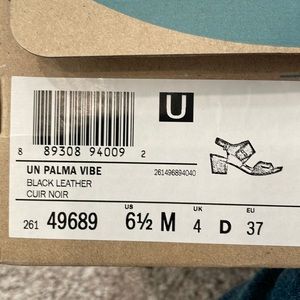 U
8 89308 94009 2
UN PALMA VIBE 261496894040
BLACK LEATHER
CUIR NOIR
US UK EU
261 49689 6½ M 4 D 37